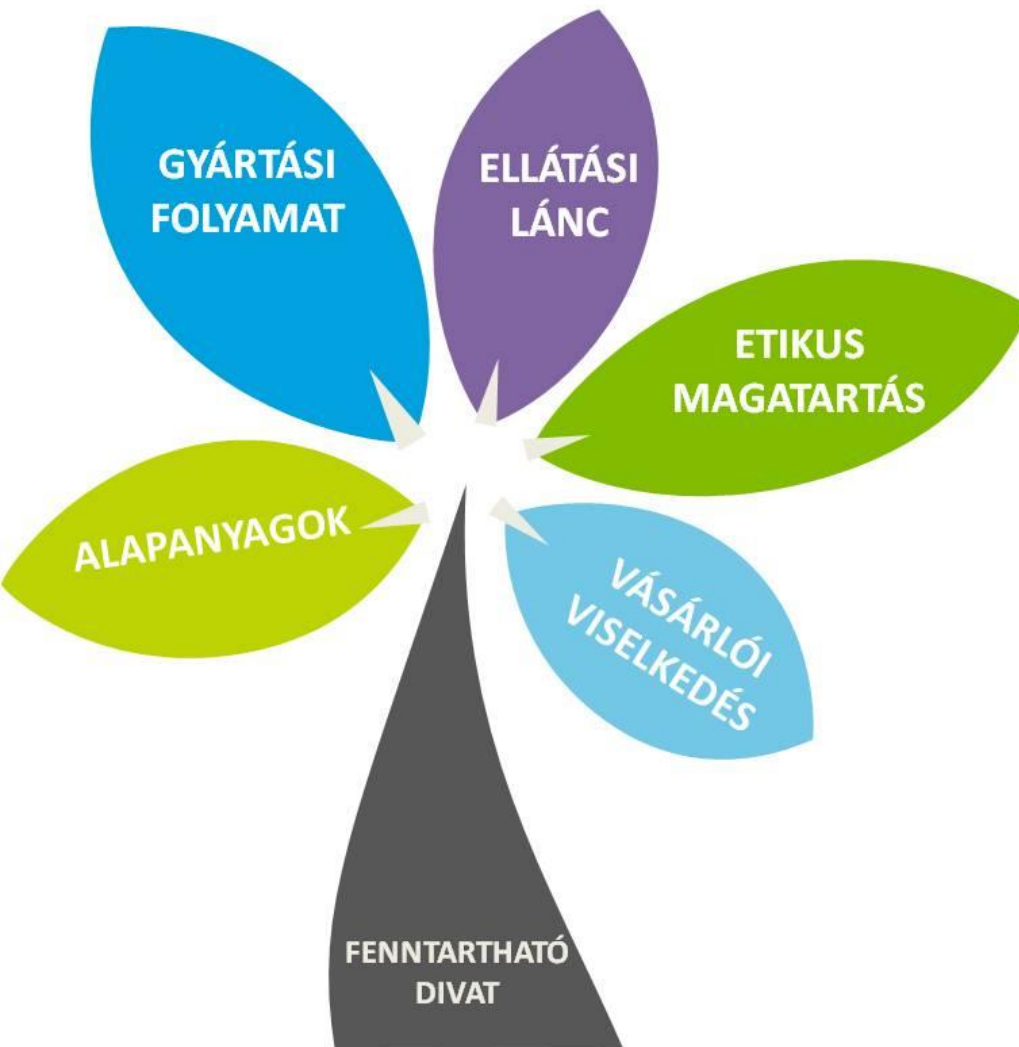 GYÁRTÁSI
FOLYAMAT
ELLÁTÁSI
LÁNC
ETIKUS
MAGATARTÁS
ALAPANYAGOK
VÁSÁRLÓI
VISELKEDÉS
FENNTARTHATÓ
DIVAT